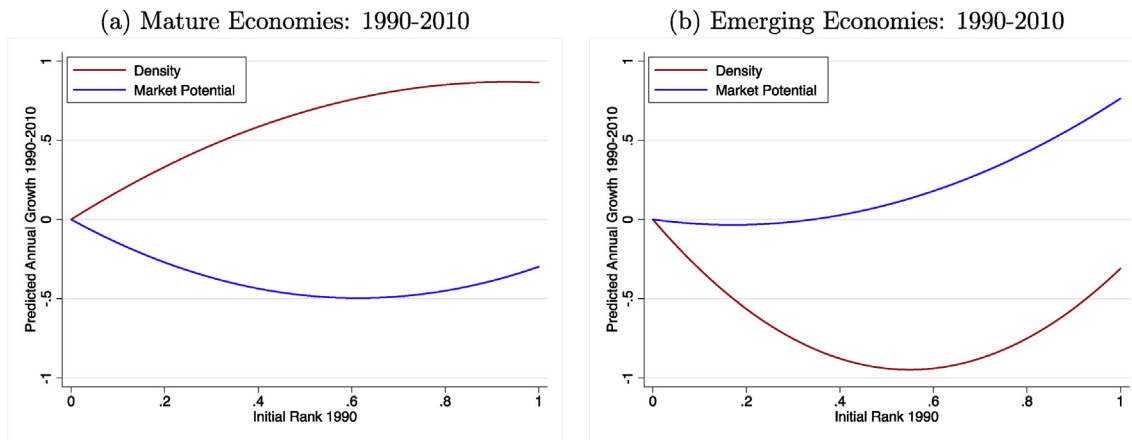 (a) Mature Economies: 1990-2010
Density
Market Potential
Predicted Annual Growth 1990-2010
1
.5
0
-.5
-1
0 .2 .4 .6 .8 1
Initial Rank 1990
(b) Emerging Economies: 1990-2010
Density
Market Potential
Predicted Annual Growth 1990-2010
1
.5
0
-.5
-1
0 .2 .4 .6 .8 1
Initial Rank 1990